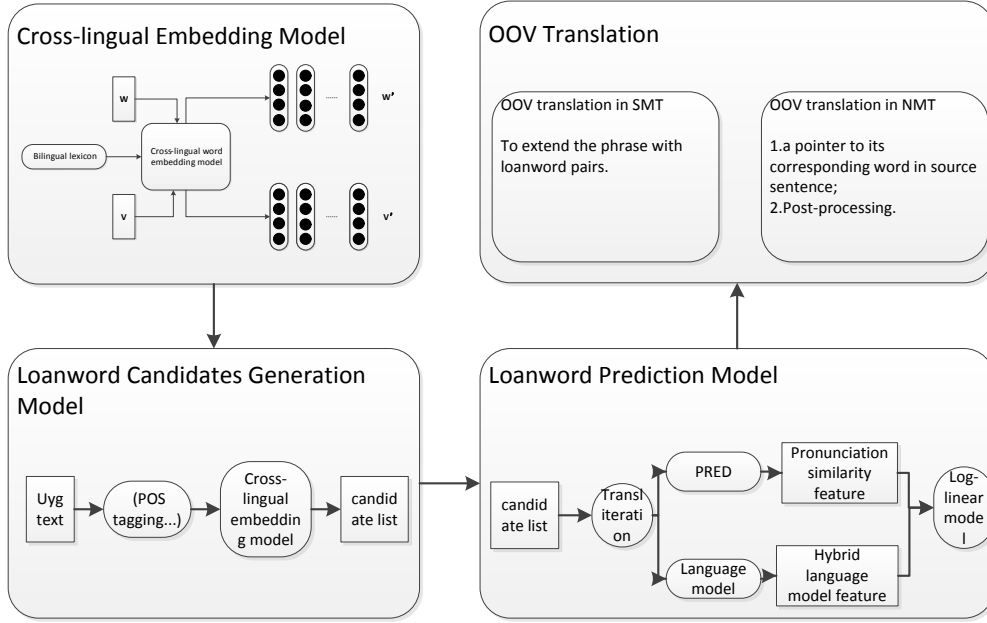 Cross-lingual Embedding Model
w
Bilingual lexicon
Cross-lingual word
embedding model
v
......
w'
......
v'
OOV Translation
OOV translation in SMT
To extend the phrase with
loanword pairs.
OOV translation in NMT
1.a pointer to its
corresponding word in source
sentence;
2.Post-processing.
Loanword Candidates Generation
Model
Uyg
text
(POS
tagging...)
Cross-
lingual
embeddin
g model
candid
ate list
Loanword Prediction Model
candid
ate list
Transl
iterati
on
PRED
Pronunciation
similarity
feature
Language
model
Hybrid
language
model feature
Log-
linear
mode
l